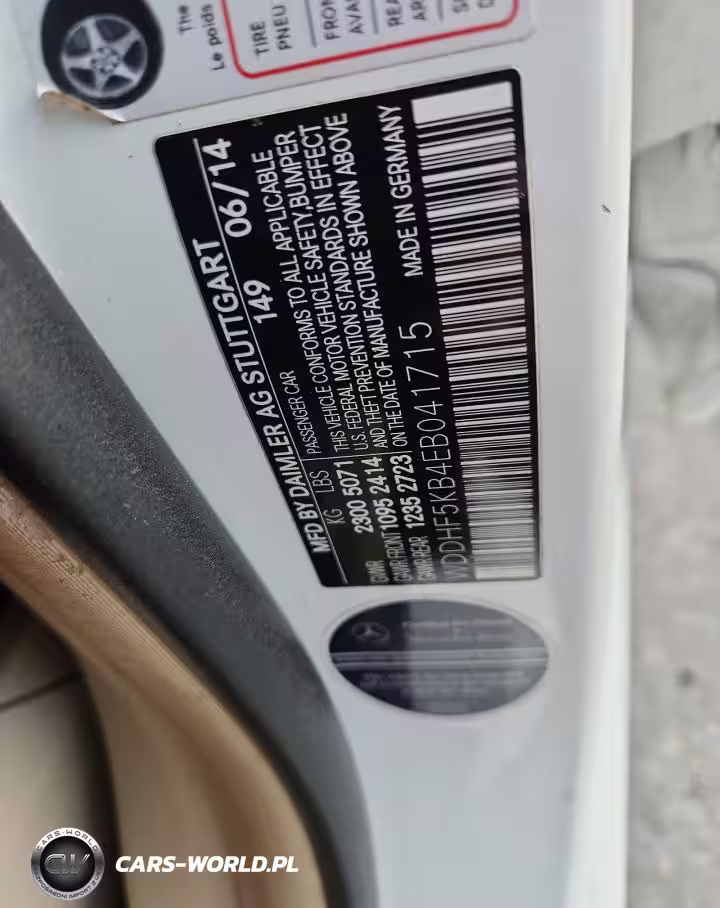 The
Le poids
TIRE
PNEU
MFD BY DAIMLER AG STUTTGART
149 06/14
KG LBS PASSENGER CAR
GVWR 2300 5071 THIS VEHICLE CONFORMS TO ALL APPLICABLE
GAWR FRONT 1095 2414 U.S. FEDERAL MOTOR VEHICLE SAFETY, BUMPER
GAWR REAR 1235 2723 AND THEFT PREVENTION STANDARDS IN EFFECT
ON THE DATE OF MANUFACTURE SHOWN ABOVE
WDDHF5KB4EB041715 MADE IN GERMANY
CARS-WORLD
CW
CARS-WORLD.PL